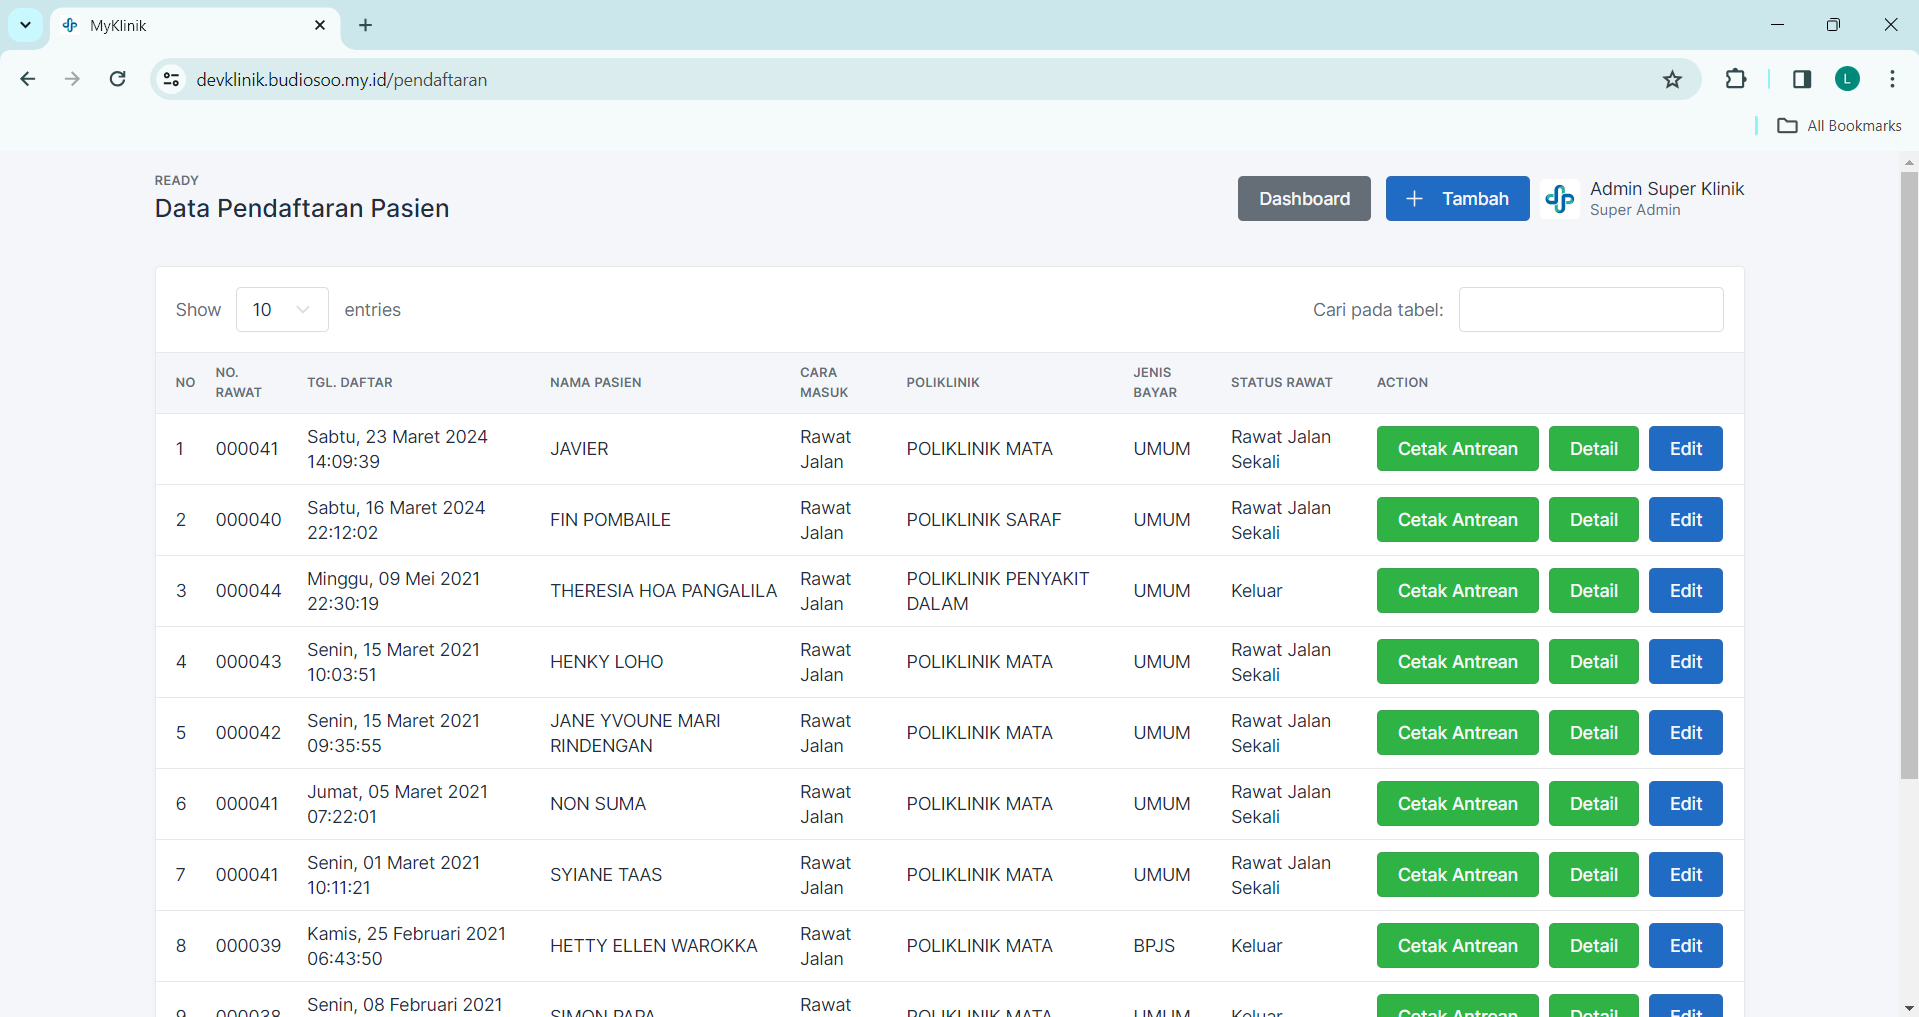 MyKlinik
devklinik.budiosoo.my.id/pendaftaran
L
All Bookmarks
READY
Data Pendaftaran Pasien
Dashboard
+ Tambah
Admin Super Klinik
Super Admin
Show 10 entries
Cari pada tabel:
NO NO. RAWAT TGL. DAFTAR NAMA PASIEN CARA MASUK POLIKLINIK JENIS BAYAR STATUS RAWAT ACTION
1 000041 Sabtu, 23 Maret 2024 14:09:39 JAVIER Rawat Jalan POLIKLINIK MATA UMUM Rawat Jalan Sekali Cetak Antrean Detail Edit
2 000040 Sabtu, 16 Maret 2024 22:12:02 FIN POMBAILE Rawat Jalan POLIKLINIK SARAF UMUM Rawat Jalan Sekali Cetak Antrean Detail Edit
3 000044 Minggu, 09 Mei 2021 22:30:19 THERESIA HOA PANGALILA Rawat Jalan POLIKLINIK PENYAKIT DALAM UMUM Keluar Cetak Antrean Detail Edit
4 000043 Senin, 15 Maret 2021 10:03:51 HENKY LOHO Rawat Jalan POLIKLINIK MATA UMUM Rawat Jalan Sekali Cetak Antrean Detail Edit
5 000042 Senin, 15 Maret 2021 09:35:55 JANE YVOUNE MARI RINDENGAN Rawat Jalan POLIKLINIK MATA UMUM Rawat Jalan Sekali Cetak Antrean Detail Edit
6 000041 Jumat, 05 Maret 2021 07:22:01 NON SUMA Rawat Jalan POLIKLINIK MATA UMUM Rawat Jalan Sekali Cetak Antrean Detail Edit
7 000041 Senin, 01 Maret 2021 10:11:21 SYIANE TAAS Rawat Jalan POLIKLINIK MATA UMUM Rawat Jalan Sekali Cetak Antrean Detail Edit
8 000039 Kamis, 25 Februari 2021 06:43:50 HETTY ELLEN WAROKKA Rawat Jalan POLIKLINIK MATA BPJS Keluar Cetak Antrean Detail Edit
9 000038 Senin, 08 Februari 2021 SIMON PAPA Rawat POLIKLINIK MATA UMUM Keluar Cetak Antrean Detail Edit